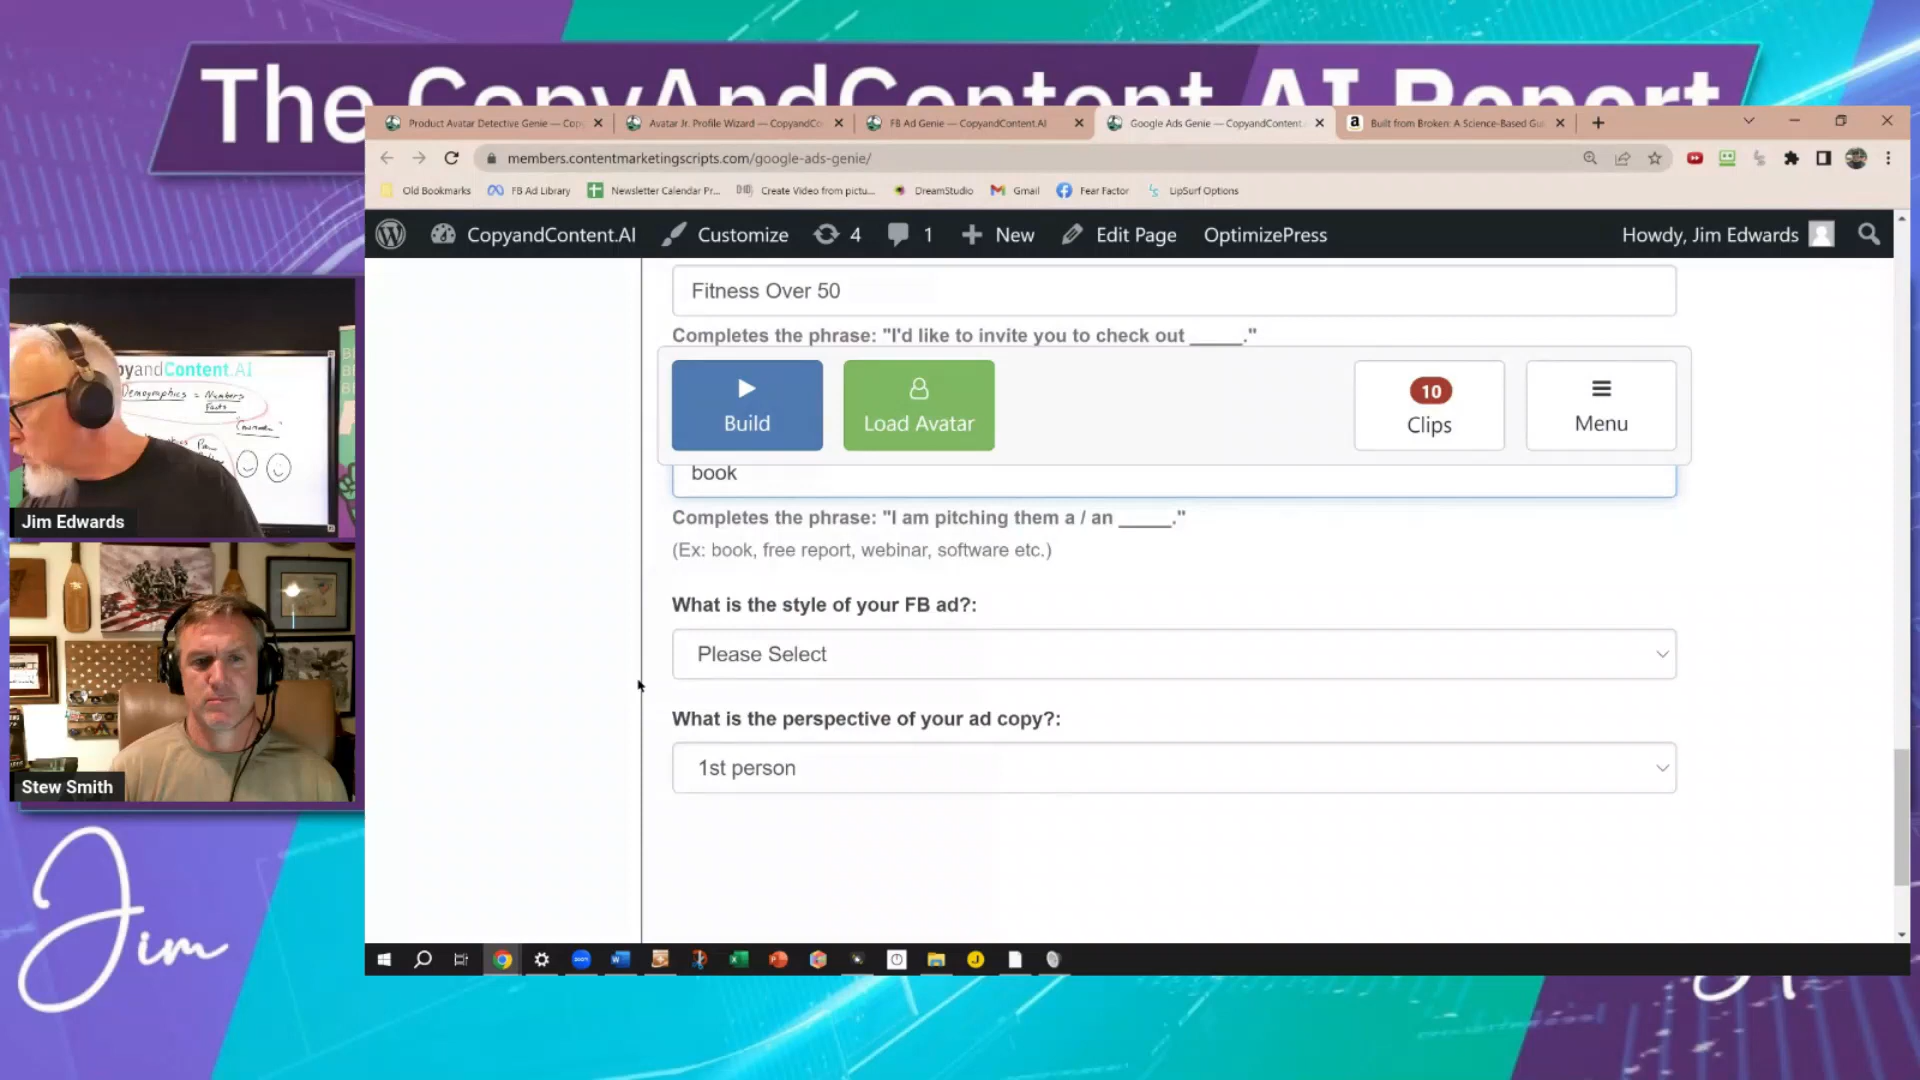 The CopyAndContent AI Report
Product Avatar Detective Genie — Cop
Avatar Jr. Profile Wizard — CopyandCo
FB Ad Genie — CopyandContent.AI
Google Ads Genie — CopyandContent.
Built from Broken: A Science-Based Gui
members.contentmarketingscripts.com/google-ads-genie/
Old Bookmarks
FB Ad Library
Newsletter Calendar Pr...
Create Video from pictu...
DreamStudio
Gmail
Fear Factor
LipSurf Options
CopyandContent.AI
Customize
4
1
New
Edit Page
OptimizePress
Howdy, Jim Edwards
Fitness Over 50
Completes the phrase: "I'd like to invite you to check out _____."
Build
Load Avatar
10
Clips
Menu
book
Completes the phrase: "I am pitching them a / an _____."
(Ex: book, free report, webinar, software etc.)
What is the style of your FB ad?:
Please Select
What is the perspective of your ad copy?:
1st person
pyandContent.AI
Demographics = Numbers
Facts
Jim Edwards
Stew Smith
Jim